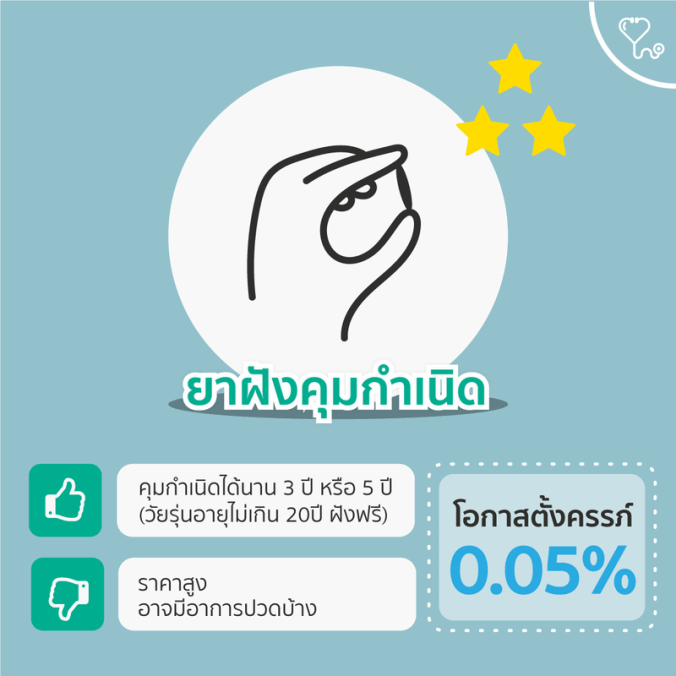 ยาฝังคุมกำเนิด
คุมกำเนิดได้นาน 3 ปี หรือ 5 ปี
(วัยรุ่นอายุไม่เกิน 20ปี ฝังฟรี)
ราคาสูง
อาจมีอาการปวดบ้าง
โอกาสตั้งครรภ์
0.05%